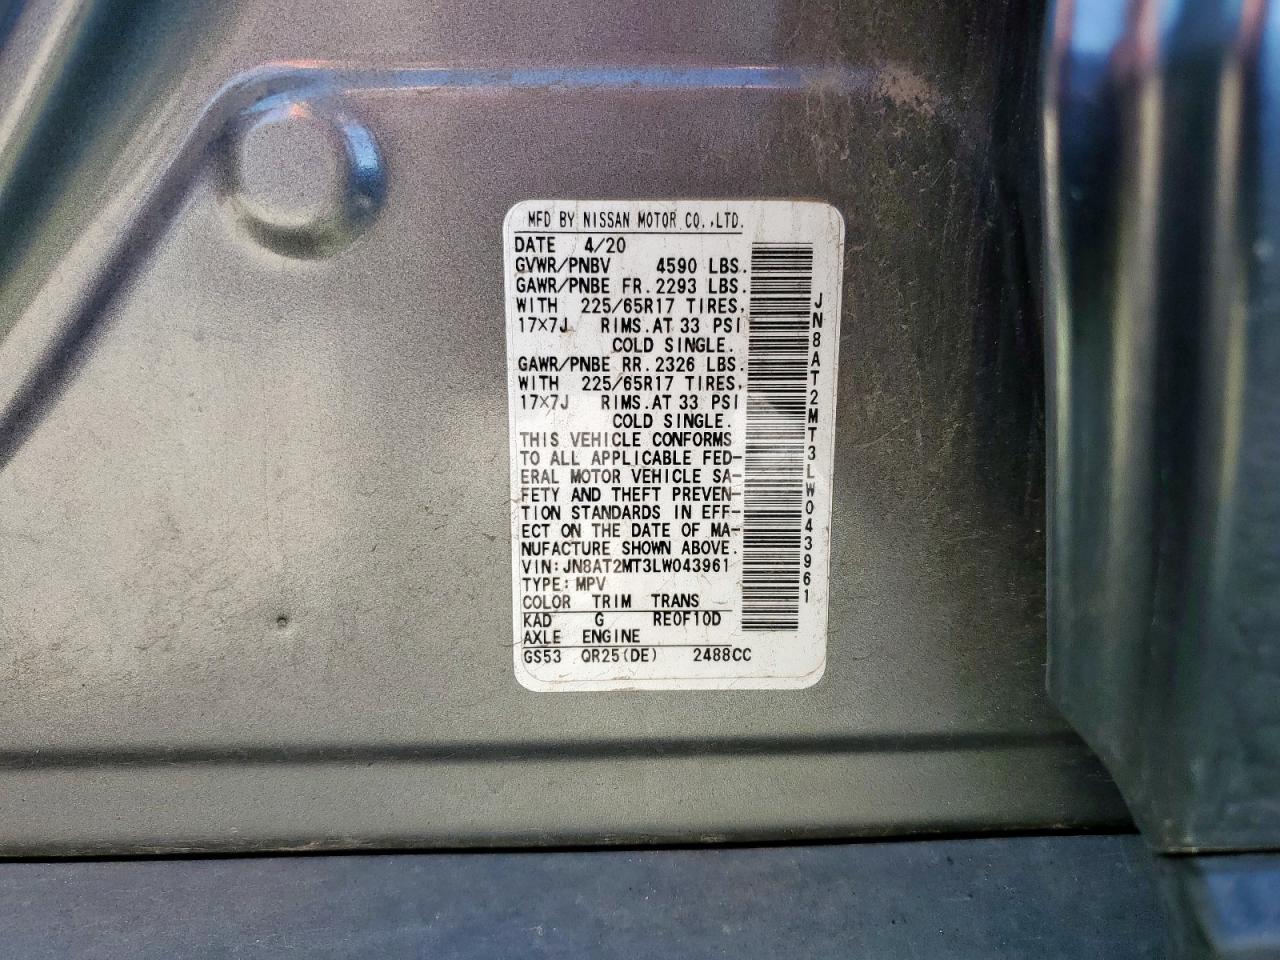 MFD BY NISSAN MOTOR CO.,LTD.
DATE 4/20
GVWR/PNBV 4590 LBS.
GAWR/PNBE FR.2293 LBS.
WITH 225/65R17 TIRES,
17×7J RIMS.AT 33 PSI
COLD SINGLE.
GAWR/PNBE RR.2326 LBS.
WITH 225/65R17 TIRES,
17×7J RIMS.AT 33 PSI
COLD SINGLE.
THIS VEHICLE CONFORMS
TO ALL APPLICABLE FED-
ERAL MOTOR VEHICLE SA-
FETY AND THEFT PREVEN-
TION STANDARDS IN EFF-
ECT ON THE DATE OF MA-
NUFACTURE SHOWN ABOVE.
VIN:JN8AT2MT3LW043961
TYPE:MPV
COLOR TRIM TRANS
KAD G RE0F10D
AXLE ENGINE
GS53 QR25(DE) 2488CC
JN8AT2MT3LW043961